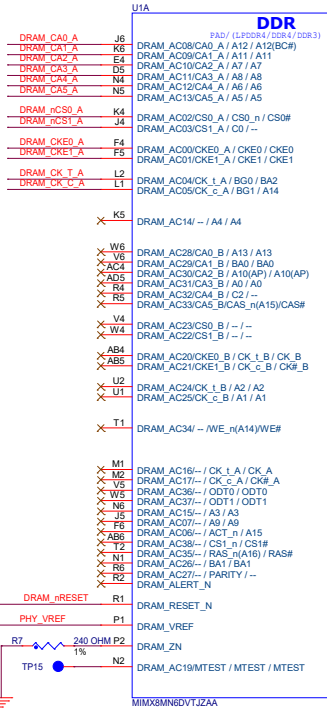 U1A
DDR
PAD/(LPDDR4/DDR4/DDR3)
DRAM_CA0_A J6 DRAM_AC08/CA0_A / A12 / A12(BC#)
DRAM_CA1_A K6 DRAM_AC09/CA1_A / A11 / A11
DRAM_CA2_A E4 DRAM_AC10/CA2_A / A7 / A7
DRAM_CA3_A D5 DRAM_AC11/CA3_A / A8 / A8
DRAM_CA4_A N4 DRAM_AC12/CA4_A / A6 / A6
DRAM_CA5_A N5 DRAM_AC13/CA5_A / A5 / A5
DRAM_nCS0_A K4 DRAM_AC02/CS0_A / CS0_n / CS0#
DRAM_nCS1_A J4 DRAM_AC03/CS1_A / C0 / --
DRAM_CKE0_A F4 DRAM_AC00/CKE0_A / CKE0 / CKE0
DRAM_CKE1_A F5 DRAM_AC01/CKE1_A / CKE1 / CKE1
DRAM_CK_T_A L2 DRAM_AC04/CK_t_A / BG0 / BA2
DRAM_CK_C_A L1 DRAM_AC05/CK_c_A / BG1 / A14
K5 DRAM_AC14/ -- / A4 / A4
W6 DRAM_AC28/CA0_B / A13 / A13
V6 DRAM_AC29/CA1_B / BA0 / BA0
AC4 DRAM_AC30/CA2_B / A10(AP) / A10(AP)
AD5 DRAM_AC31/CA3_B / A0 / A0
R4 DRAM_AC32/CA4_B / C2 / --
R5 DRAM_AC33/CA5_B/CAS_n(A15)/CAS#
V4 DRAM_AC23/CS0_B / -- / --
W4 DRAM_AC22/CS1_B / -- / --
AB4 DRAM_AC20/CKE0_B / CK_t_B / CK_B
AB5 DRAM_AC21/CKE1_B / CK_c_B / CK#_B
U2 DRAM_AC24/CK_t_B / A2 / A2
U1 DRAM_AC25/CK_c_B / A1 / A1
T1 DRAM_AC34/ -- /WE_n(A14)/WE#
M1 DRAM_AC16/-- / CK_t_A / CK_A
M2 DRAM_AC17/-- / CK_c_A / CK#_A
V5 DRAM_AC36/-- / ODT0 / ODT0
W5 DRAM_AC37/-- / ODT1 / ODT1
N6 DRAM_AC15/-- / A3 / A3
J5 DRAM_AC07/-- / A9 / A9
F6 DRAM_AC06/-- / ACT_n / A15
AB6 DRAM_AC38/-- / CS1_n / CS1#
T2 DRAM_AC35/-- / RAS_n(A16) / RAS#
N1 DRAM_AC26/-- / BA1 / BA1
R6 DRAM_AC27/-- / PARITY / --
R2 DRAM_ALERT_N
DRAM_nRESET R1 DRAM_RESET_N
PHY_VREF P1 DRAM_VREF
R7 240 OHM P2 DRAM_ZN
1%
TP15 N2 DRAM_AC19/MTEST / MTEST / MTEST
MIMX8MN6DVTJZAA